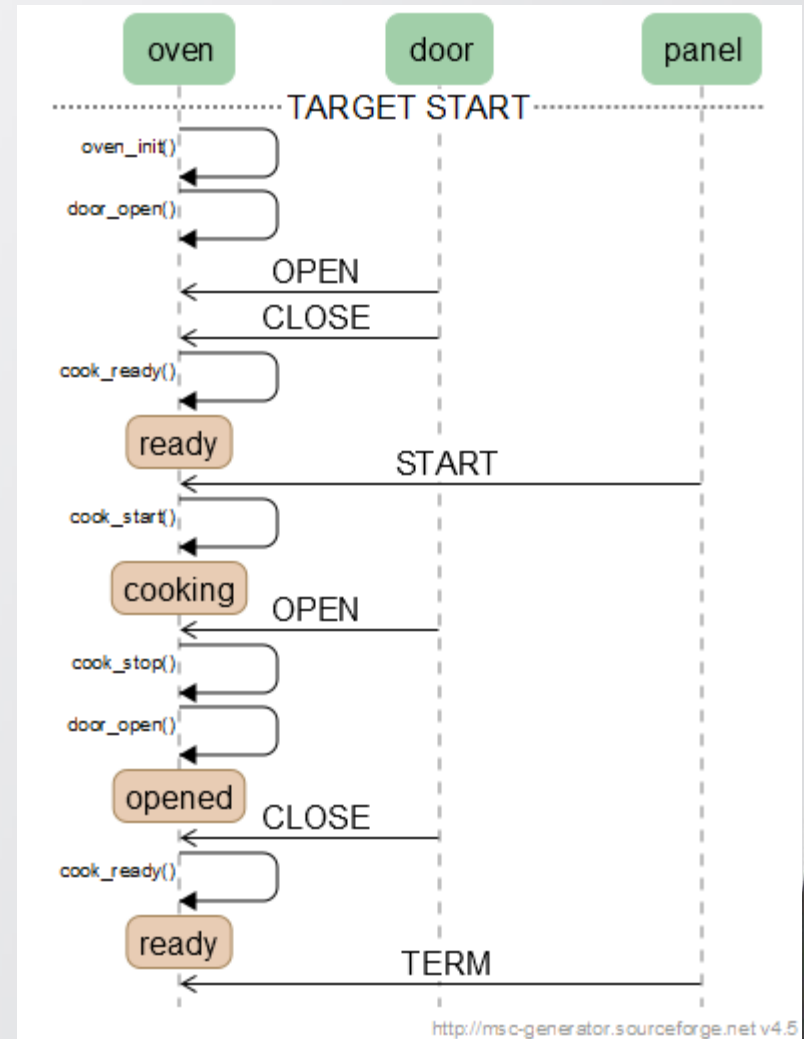 oven door panel
TARGET START
oven_init()
door_open()
OPEN
CLOSE
cook_ready()
ready
START
cook_start()
cooking
OPEN
cook_stop()
door_open()
opened
CLOSE
cook_ready()
ready
TERM
http://msc-generator.sourceforge.net v4.5